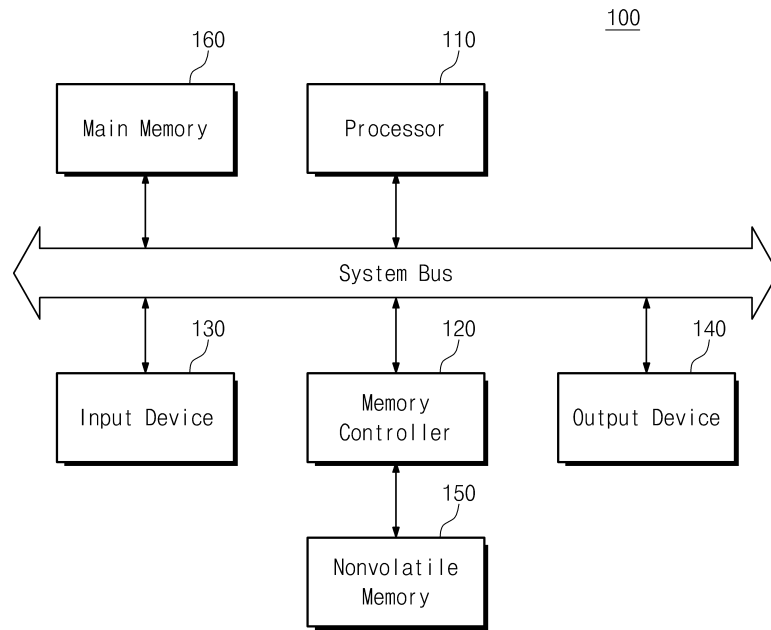 100
160
110
Main Memory
Processor
System Bus
130
120
140
Input Device
Memory
Controller
Output Device
150
Nonvolatile
Memory